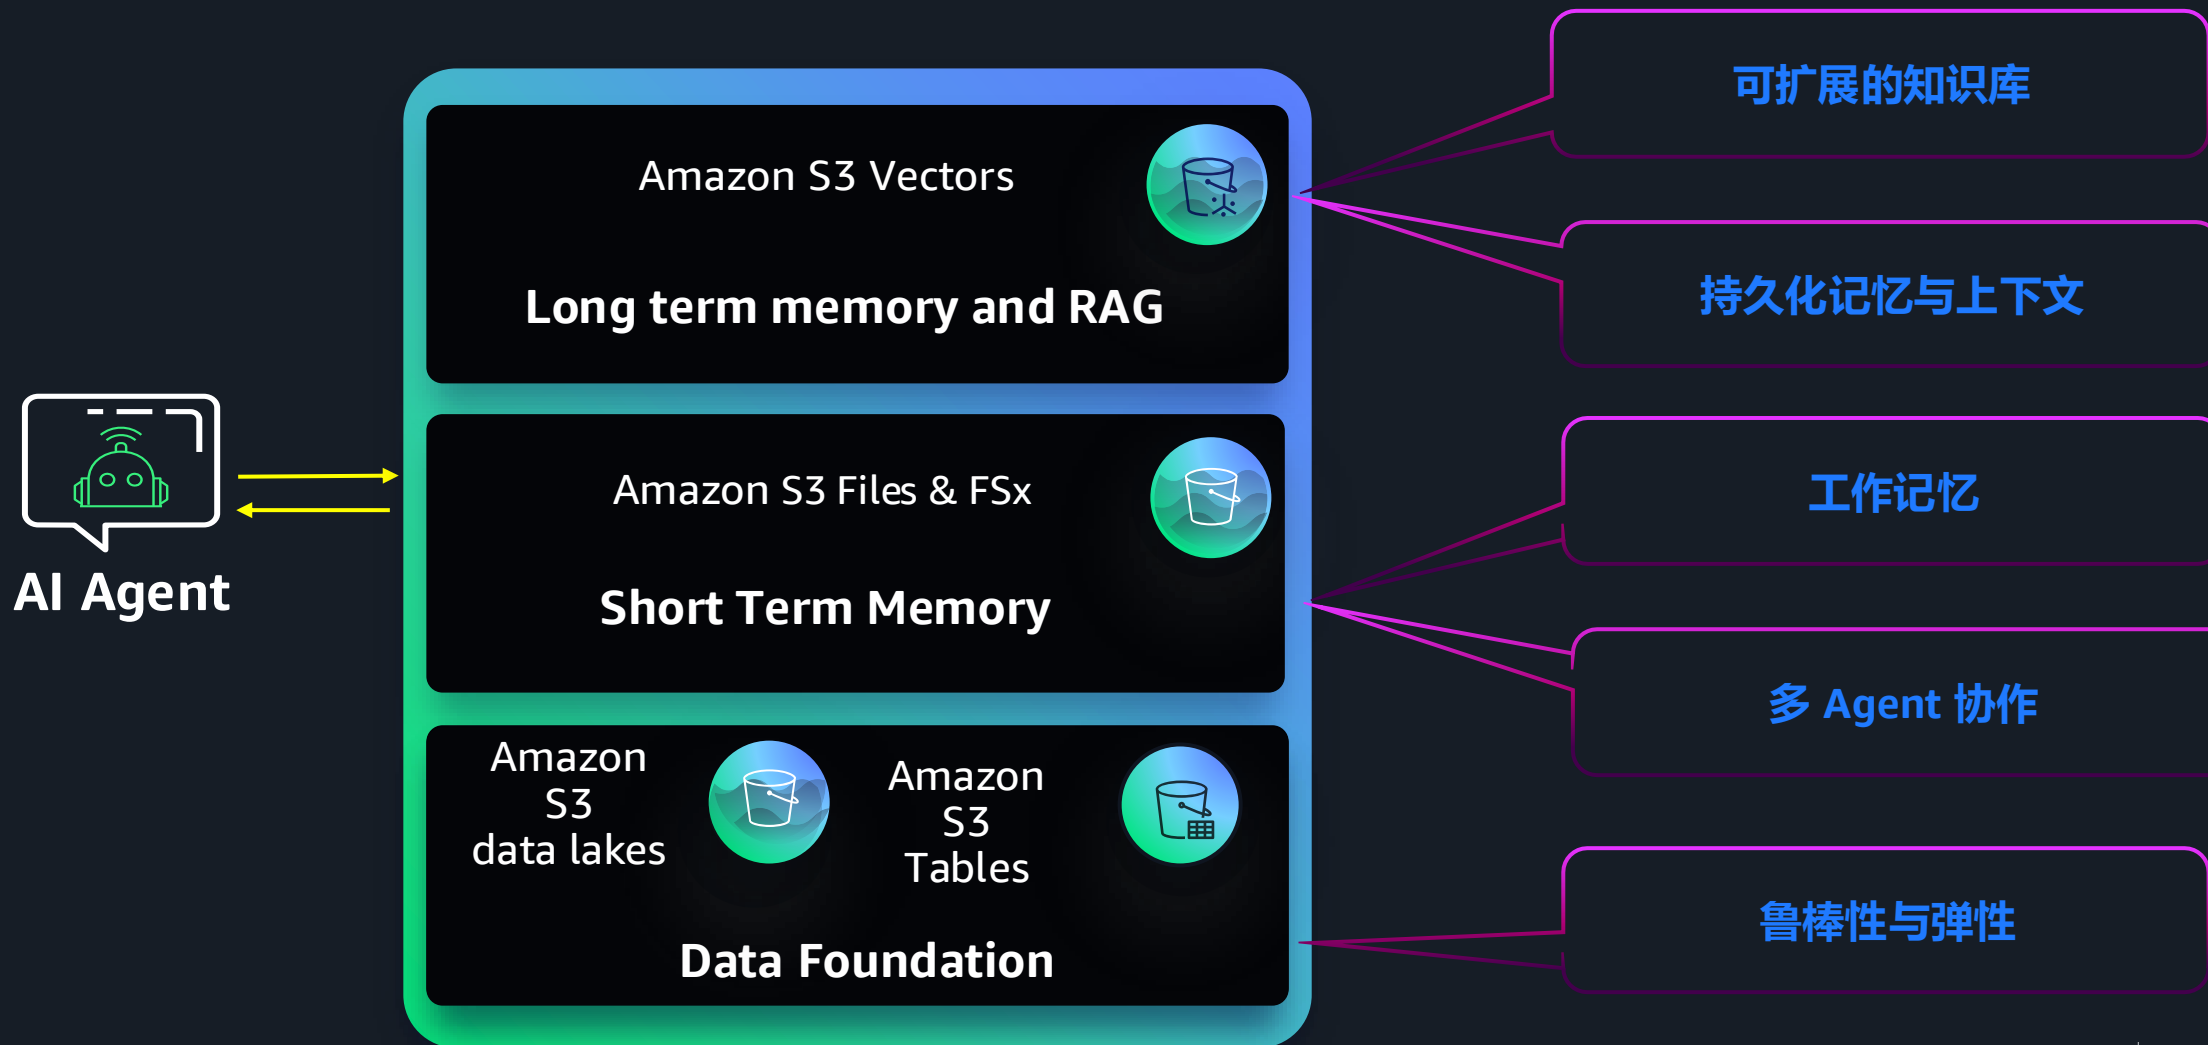 Amazon S3 Vectors
Long term memory and RAG
Amazon S3 Files & FSx
Short Term Memory
Amazon
S3
data lakes
Amazon
S3
Tables
Data Foundation
AI Agent
可扩展的知识库
持久化记忆与上下文
工作记忆
多 Agent 协作
鲁棒性与弹性